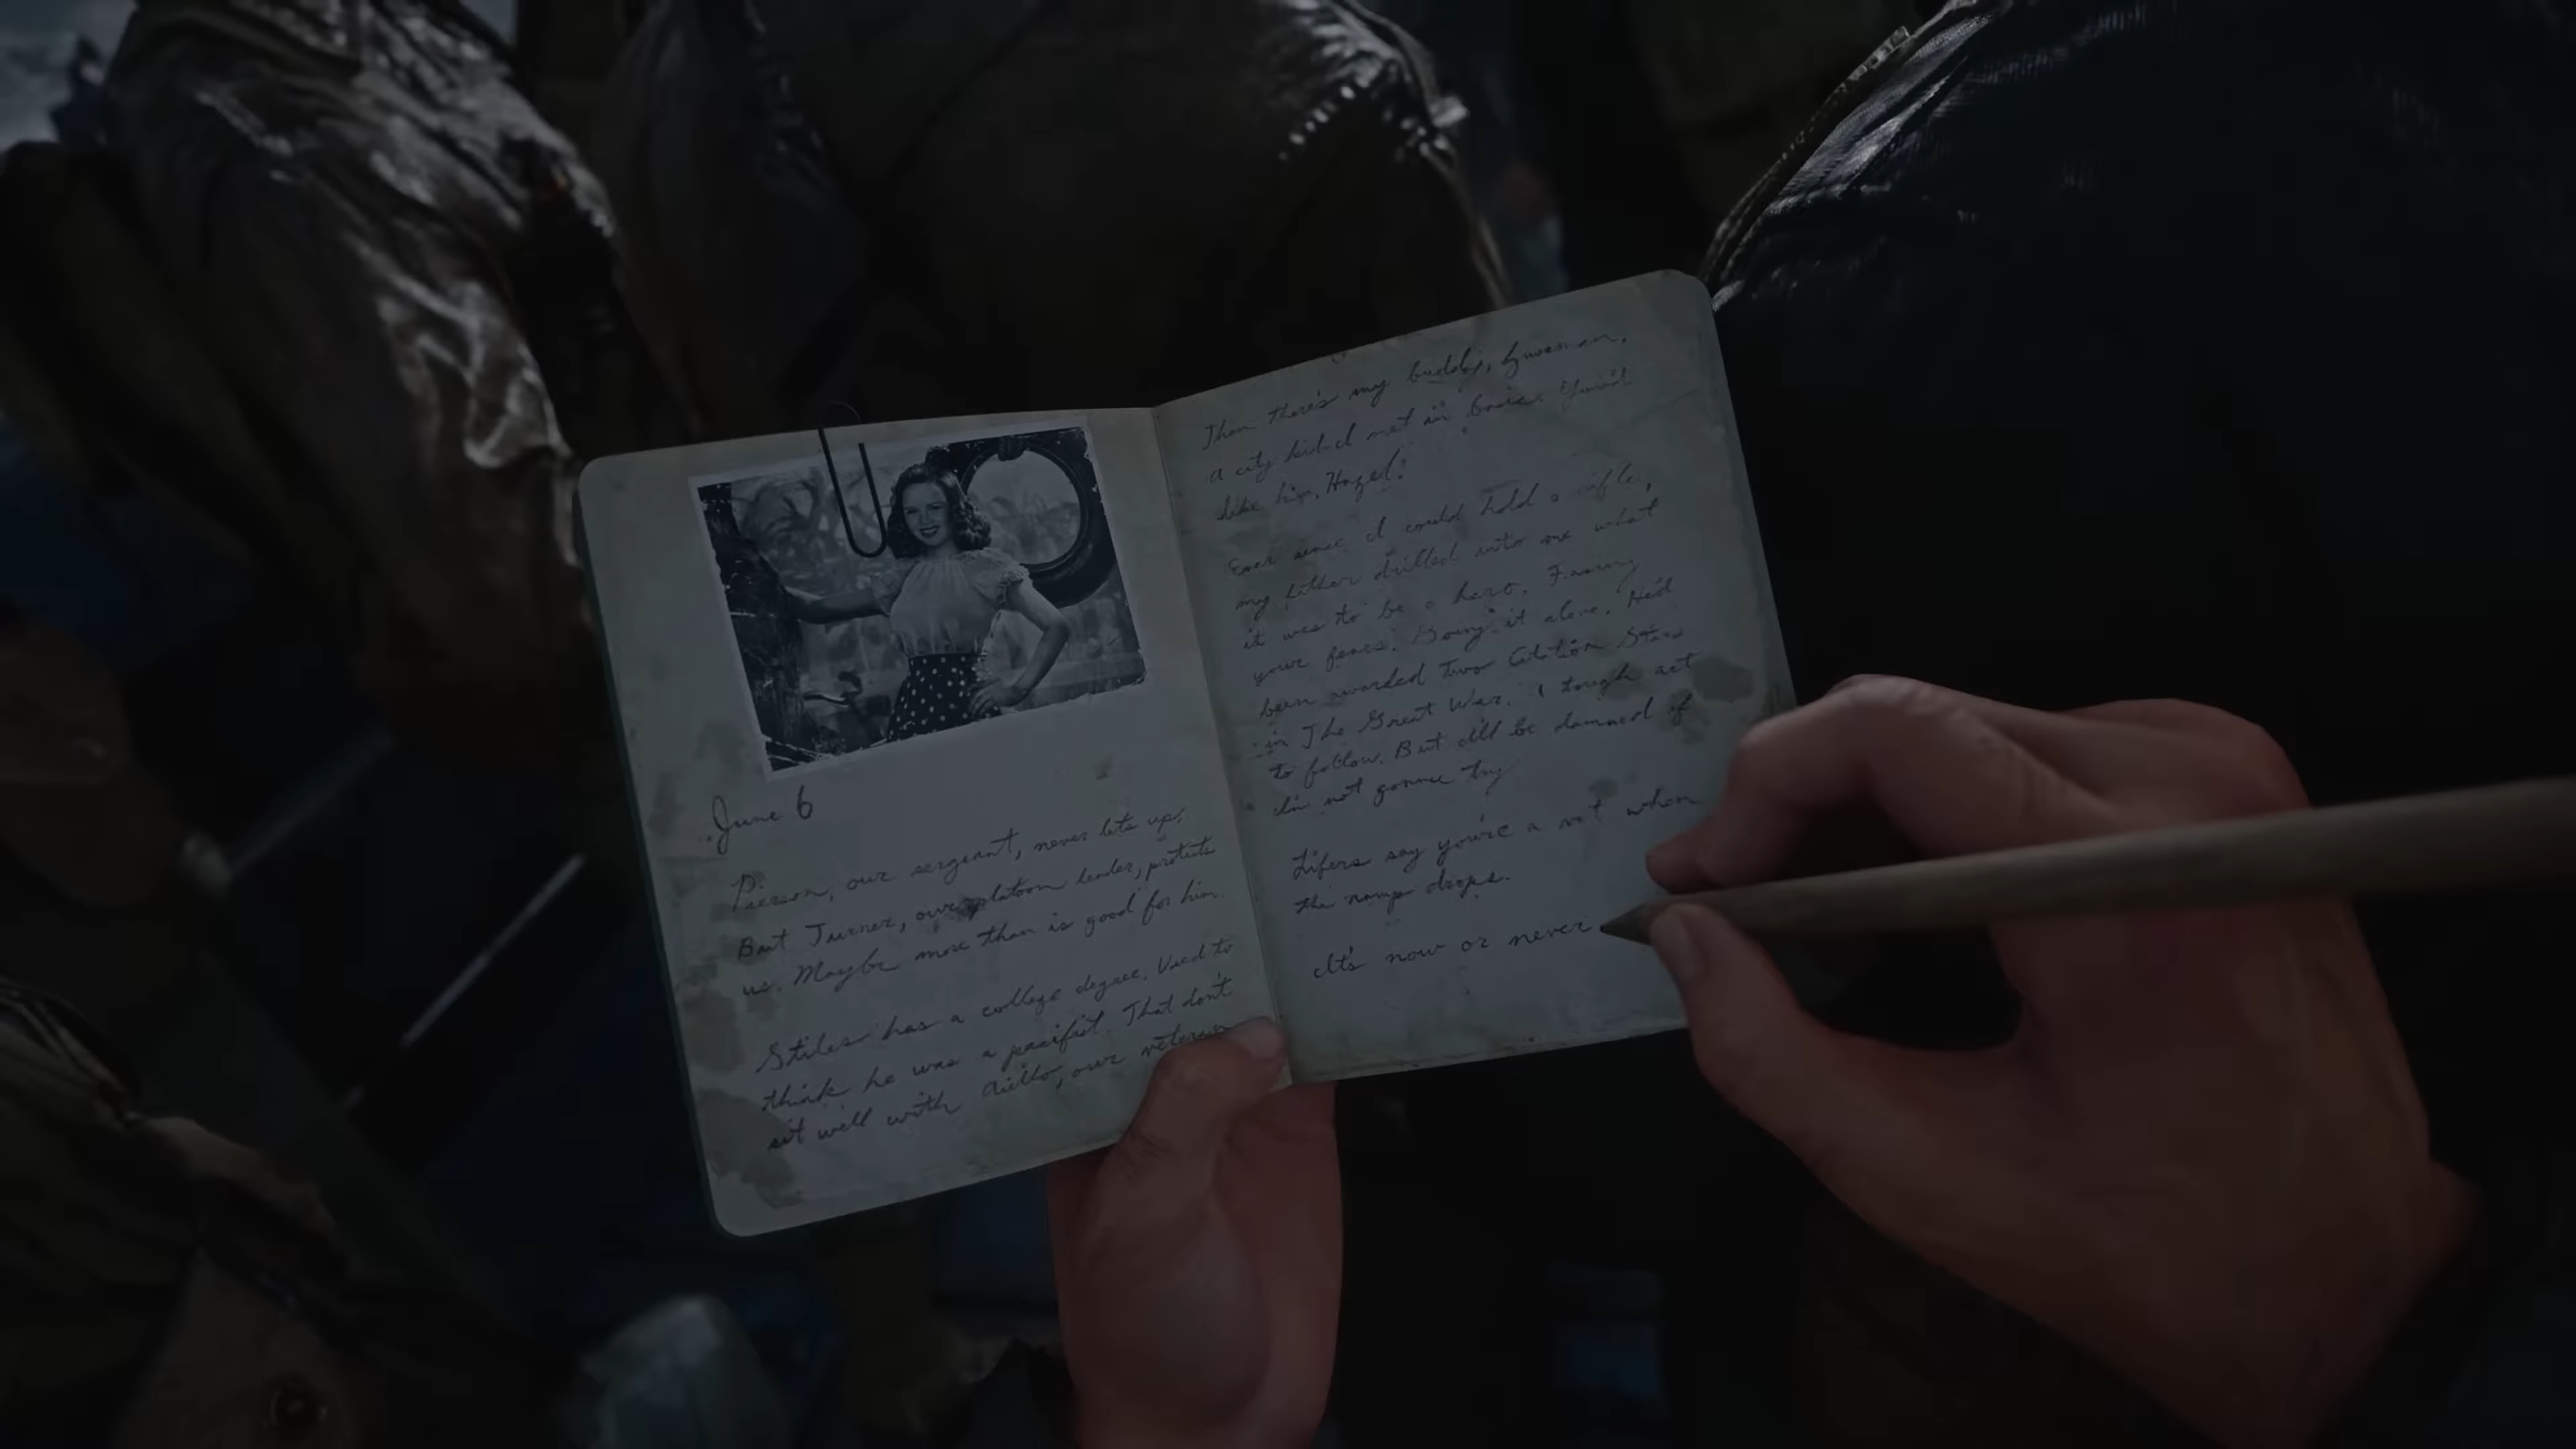 June 6
Pierson, our sergeant, never lets up.
But Turner, our platoon leader, protects
us. Maybe more than is good for him.
Stiles has a college degree. Used to
think he was a pacifist. That don't
sit well with Aiello, our veteran
Then there's my buddy, Zussman.
A city kid I met in basic. You'd
like him, Hazel!
Ever since I could hold a rifle,
my father drilled into me what
it was to be a hero. Facing
your fears. Going it alone. He'd
been awarded two Citation Stars
in The Great War. A tough act
to follow. But I'll be damned if
I'm not gonna try
Lifers say you're a vet when
the ramp drops.
It's now or never